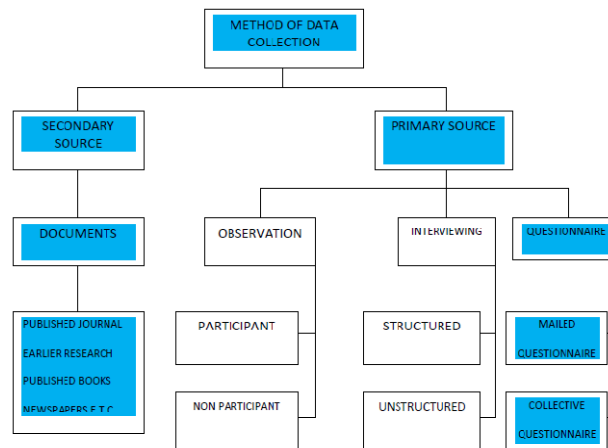 METHOD OF DATA
COLLECTION
SECONDARY
SOURCE
PRIMARY SOURCE
DOCUMENTS
OBSERVATION
INTERVIEWING
QUESTIONNAIRE
PUBLISHED JOURNAL
EARLIER RESEARCH
PUBLISHED BOOKS
NEWSPAPERS E.T.C
PARTICIPANT
STRUCTURED
MAILED
QUESTIONNAIRE
NON PARTICIPANT
UNSTRUCTURED
COLLECTIVE
QUESTIONNAIRE